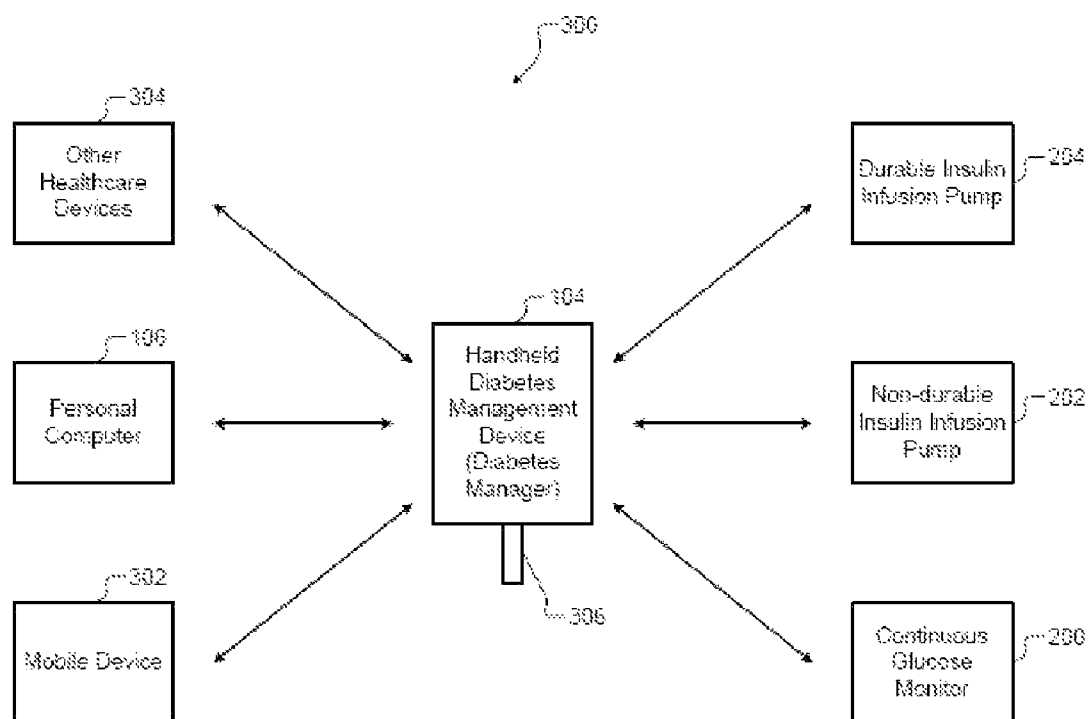 300
304
Other
Healthcare
Devices
Durable Insulin
Infusion Pump
204
104
106
Handheld
Diabetes
Management
Device
(Diabetes
Manager)
Personal
Computer
Non-durable
Insulin Infusion
Pump
202
302
Mobile Device
306
Continuous
Glucose
Monitor
200